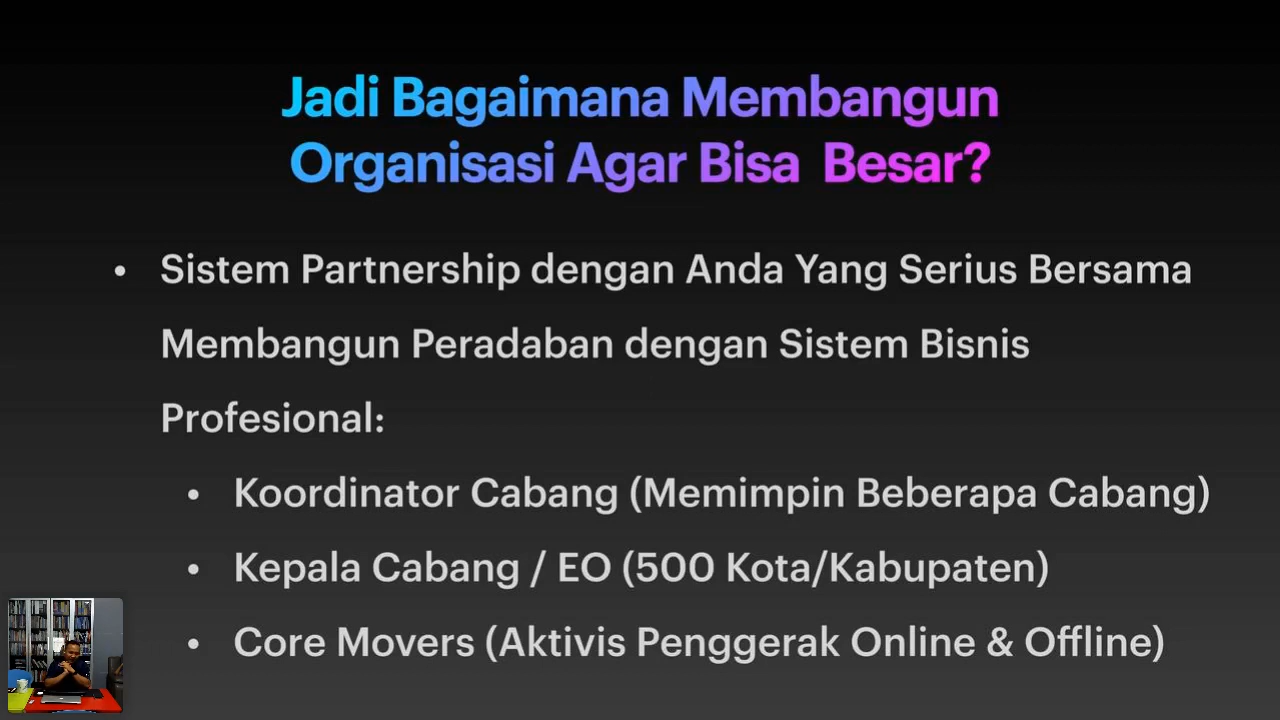 Jadi Bagaimana Membangun
Organisasi Agar Bisa Besar?
• Sistem Partnership dengan Anda Yang Serius Bersama
Membangun Peradaban dengan Sistem Bisnis
Profesional:
• Koordinator Cabang (Memimpin Beberapa Cabang)
• Kepala Cabang / EO (500 Kota/Kabupaten)
• Core Movers (Aktivis Penggerak Online & Offline)